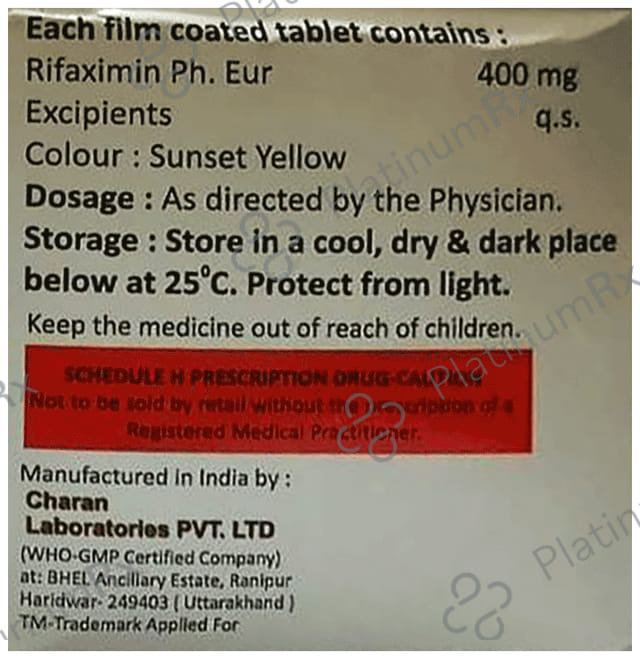 Each film coated tablet contains :
Rifaximin Ph. Eur 400 mg
Excipients q.s.
Colour : Sunset Yellow
Dosage : As directed by the Physician.
Storage : Store in a cool, dry & dark place
below at 25⁰C. Protect from light.
Keep the medicine out of reach of children.
SCHEDULE H PRESCRIPTION DRUG-CAUTION
Not to be sold by retail without the prescription of a
Registered Medical Practitioner.
Manufactured In India by :
Charan
Laboratories PVT. LTD
(WHO-GMP Certified Company)
at: BHEL Ancillary Estate, Ranipur
Haridwar- 249403 ( Uttarakhand )
TM-Trademark Applied For
PlatinumRx
PlatinumRx